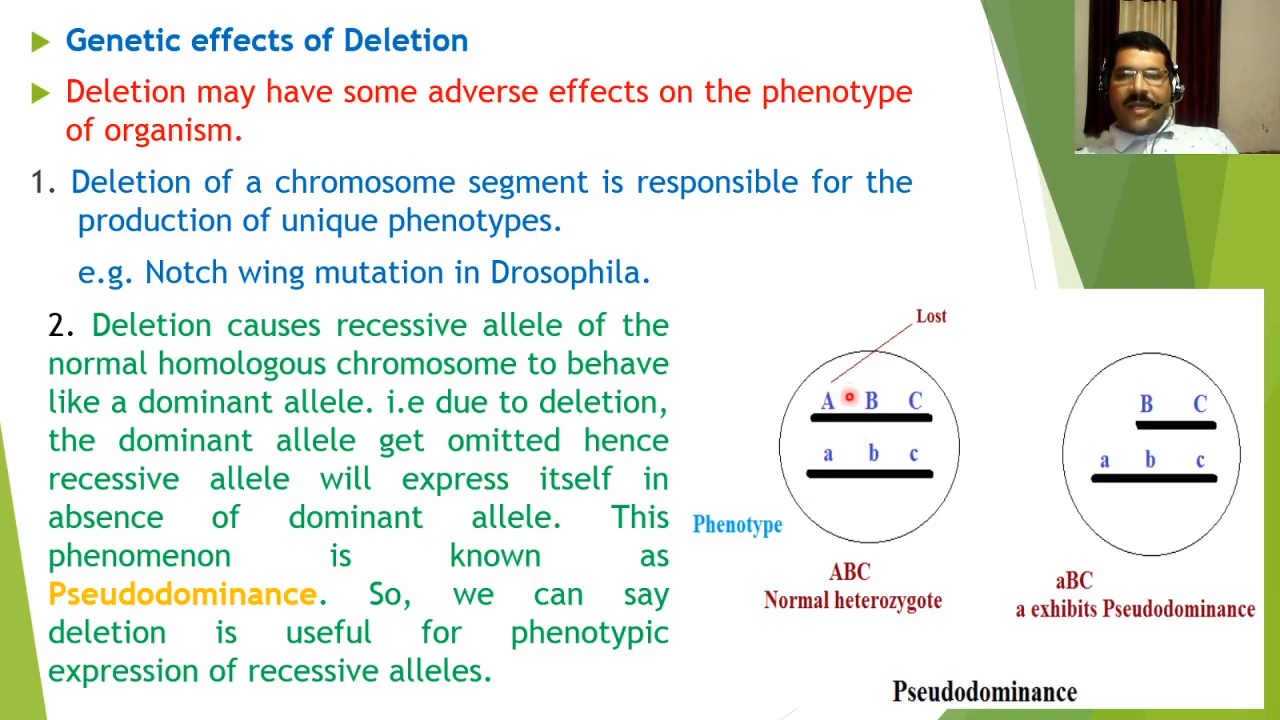 Genetic effects of Deletion
Deletion may have some adverse effects on the phenotype
of organism.
1. Deletion of a chromosome segment is responsible for the
production of unique phenotypes.
e.g. Notch wing mutation in Drosophila.
2. Deletion causes recessive allele of the
normal homologous chromosome to behave
like a dominant allele. i.e due to deletion,
the dominant allele get omitted hence
recessive allele will express itself in
absence of dominant allele. This
phenomenon is known as
Pseudodominance. So, we can say
deletion is useful for phenotypic
expression of recessive alleles.
Lost
A B C
a b c
B C
a b c
Phenotype
ABC
Normal heterozygote
aBC
a exhibits Pseudodominance
Pseudodominance